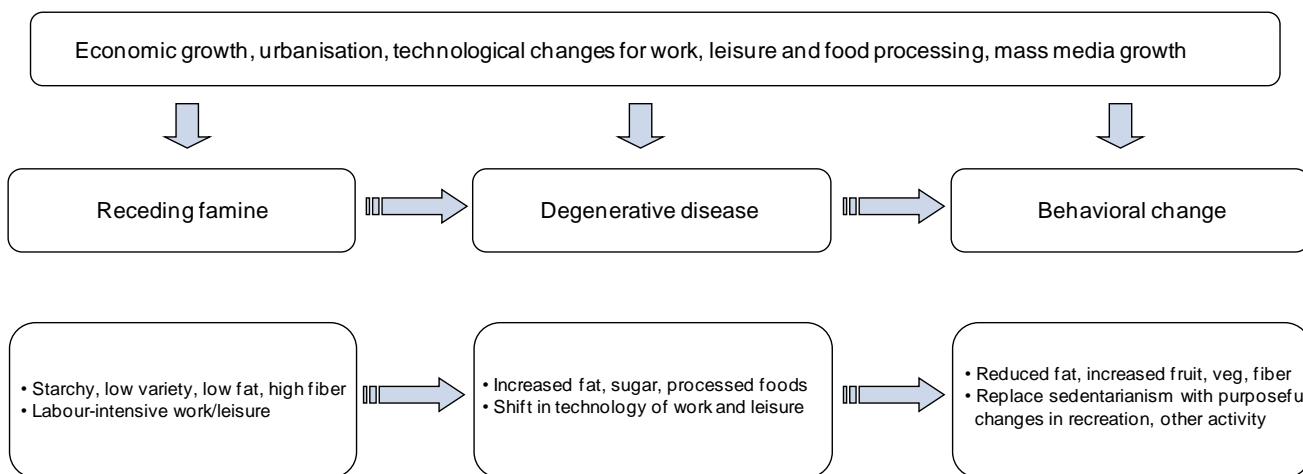 Economic growth, urbanisation, technological changes for work, leisure and food processing, mass media growth
Receding famine
Degenerative disease
Behavioral change
• Starchy, low variety, low fat, high fiber
• Labour-intensive work/leisure
• Increased fat, sugar, processed foods
• Shift in technology of work and leisure
• Reduced fat, increased fruit, veg, fiber
• Replace sedentarianism with purposefu
changes in recreation, other activity